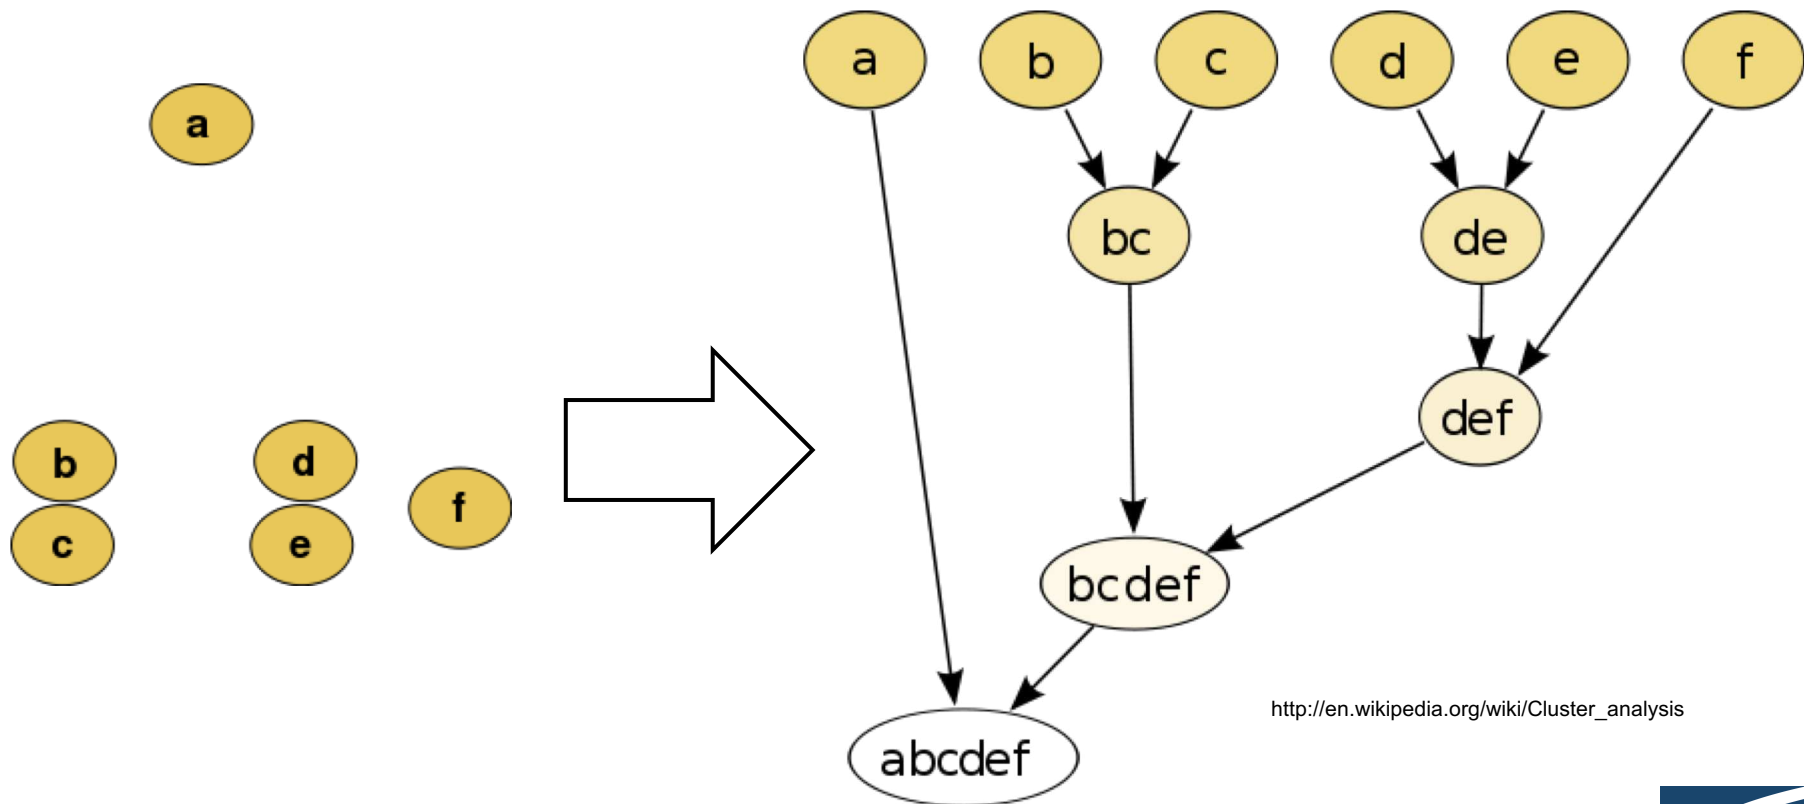 a b c d e f
a
bc de
def
b d
f
c e
bcdef
http://en.wikipedia.org/wiki/Cluster_analysis
abcdef